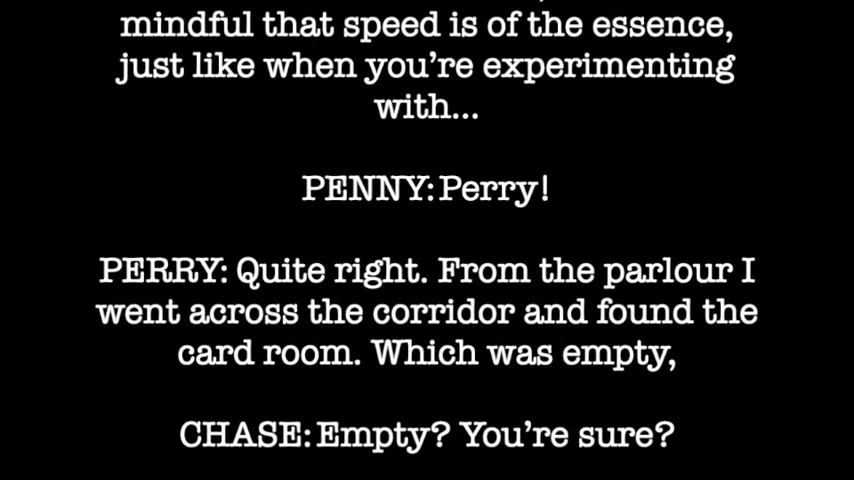 mindful that speed is of the essence,
just like when you're experimenting
with...
PENNY: Perry!
PERRY: Quite right. From the parlour I
went across the corridor and found the
card room. Which was empty,
CHASE: Empty? You're sure?